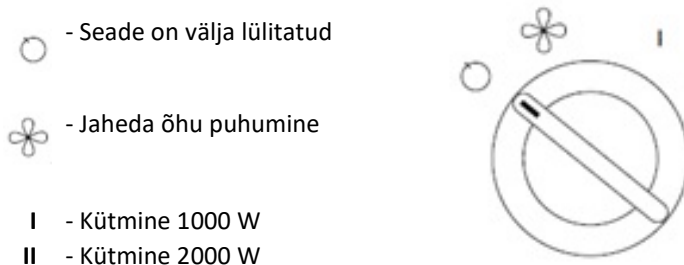 - Seade on välja lülitatud
I
- Jaheda õhu puhumine
I - Kütmine 1000 W
II - Kütmine 2000 W